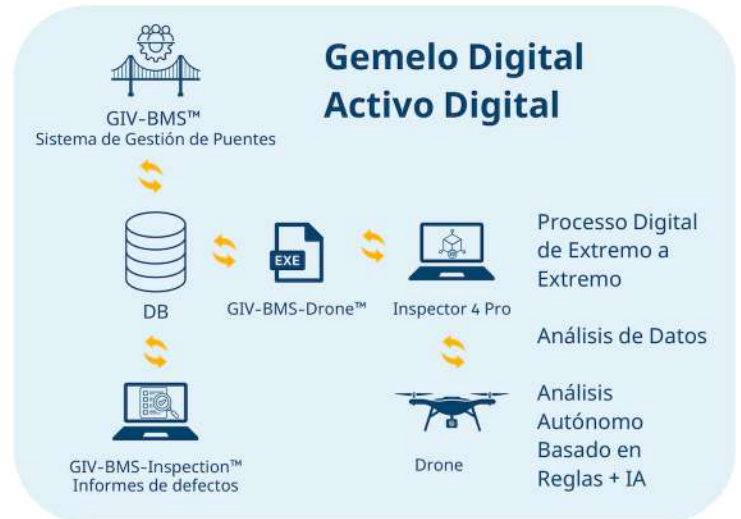 Gemelo Digital
Activo Digital
GIV-BMS™
Sistema de Gestión de Puentes
DB
EXE
GIV-BMS-Drone™
Inspector 4 Pro
GIV-BMS-Inspection™
Informes de defectos
Drone
Processo Digital
de Extremo a
Extremo
Análisis de Datos
Análisis
Autónomo
Basado en
Reglas + IA